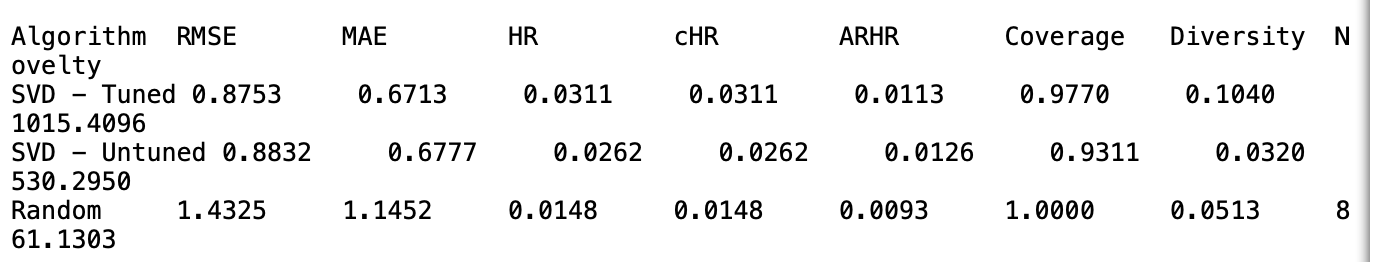 Algorithm  RMSE       MAE        HR         cHR        ARHR       Coverage   Diversity  N
ovelty
SVD - Tuned 0.8753     0.6713     0.0311     0.0311     0.0113     0.9770     0.1040
1015.4096
SVD - Untuned 0.8832     0.6777     0.0262     0.0262     0.0126     0.9311     0.0320
530.2950
Random     1.4325     1.1452     0.0148     0.0148     0.0093     1.0000     0.0513     8
61.1303